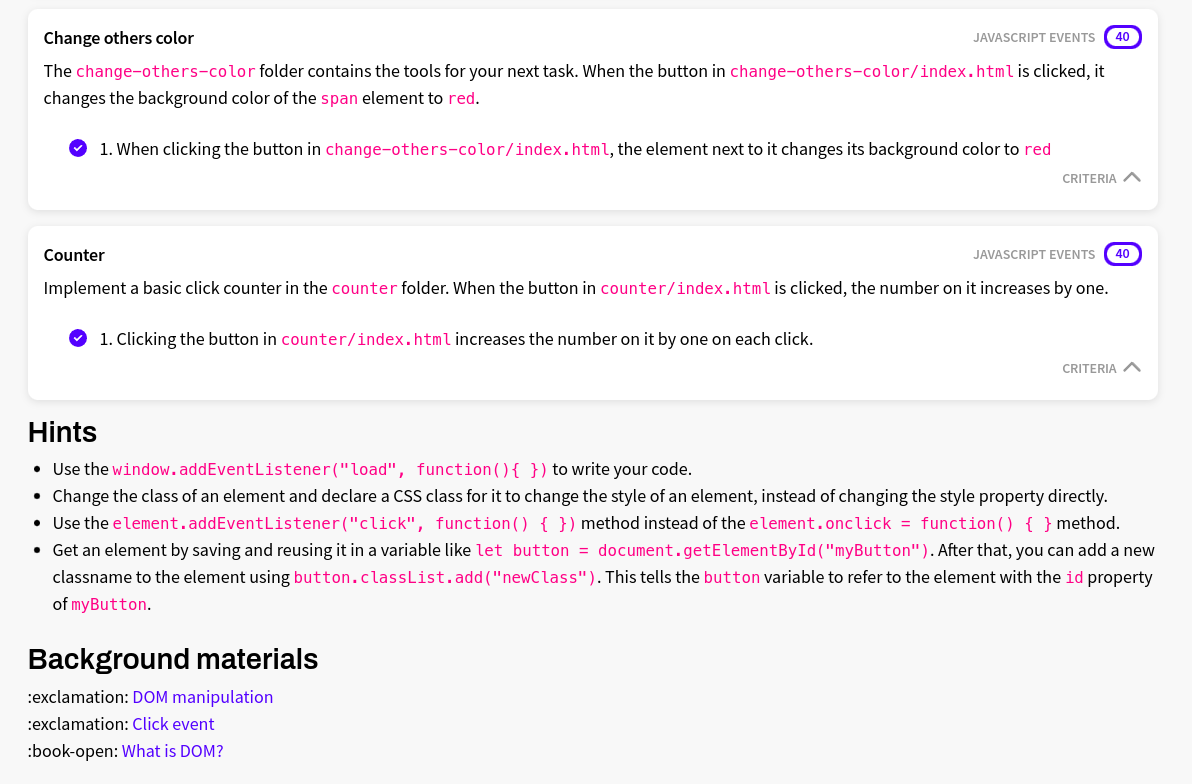 Change others color JAVASCRIPT EVENTS 40
The change-others-color folder contains the tools for your next task. When the button in change-others-color/index.html is clicked, it
changes the background color of the span element to red.
1. When clicking the button in change-others-color/index.html, the element next to it changes its background color to red
CRITERIA
Counter JAVASCRIPT EVENTS 40
Implement a basic click counter in the counter folder. When the button in counter/index.html is clicked, the number on it increases by one.
1. Clicking the button in counter/index.html increases the number on it by one on each click.
CRITERIA
Hints
• Use the window.addEventListener("load", function(){ }) to write your code.
• Change the class of an element and declare a CSS class for it to change the style of an element, instead of changing the style property directly.
• Use the element.addEventListener("click", function() { }) method instead of the element.onclick = function() { } method.
• Get an element by saving and reusing it in a variable like let button = document.getElementById("myButton"). After that, you can add a new
classname to the element using button.classList.add("newClass"). This tells the button variable to refer to the element with the id property
of myButton.
Background materials
:exclamation: DOM manipulation
:exclamation: Click event
:book-open: What is DOM?